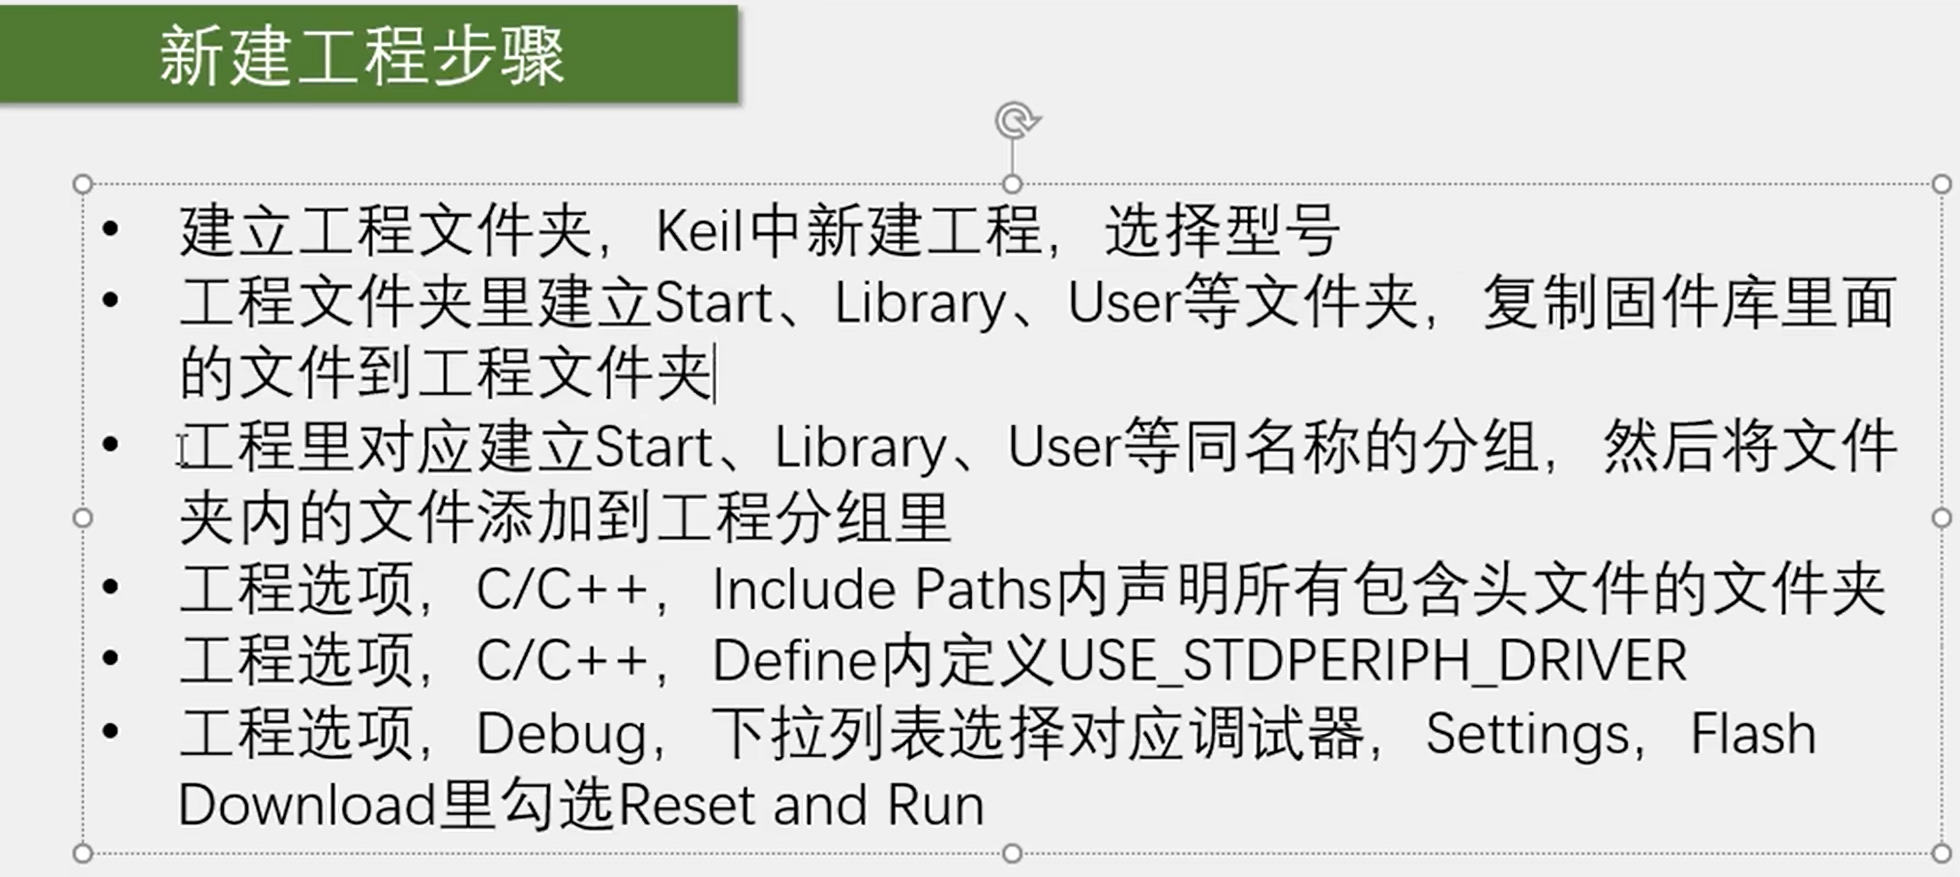 新建工程步骤
• 建立工程文件夹，Keil中新建工程，选择型号
• 工程文件夹里建立Start、Library、User等文件夹，复制固件库里面
的文件到工程文件夹
• 工程里对应建立Start、Library、User等同名称的分组，然后将文件
夹内的文件添加到工程分组里
• 工程选项，C/C++，Include Paths内声明所有包含头文件的文件夹
• 工程选项，C/C++，Define内定义USE_STDPERIPH_DRIVER
• 工程选项，Debug，下拉列表选择对应调试器，Settings，Flash
Download里勾选Reset and Run